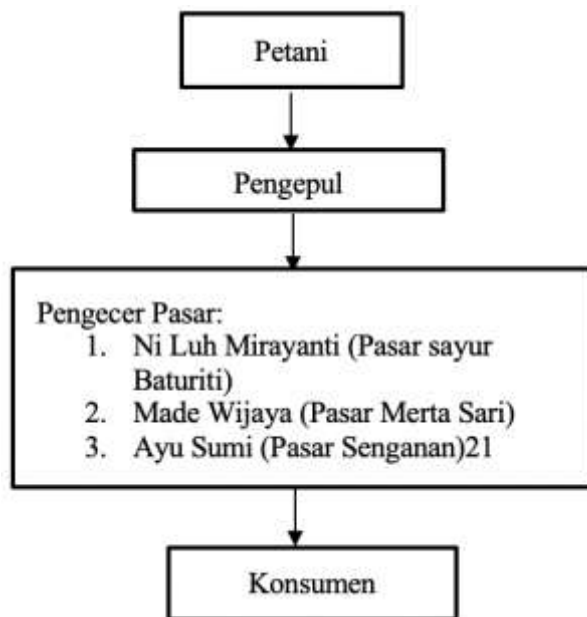 Petani
Pengepul
Pengecer Pasar:
1. Ni Luh Mirayanti (Pasar sayur
Baturiti)
2. Made Wijaya (Pasar Merta Sari)
3. Ayu Sumi (Pasar Senganan)21
Konsumen